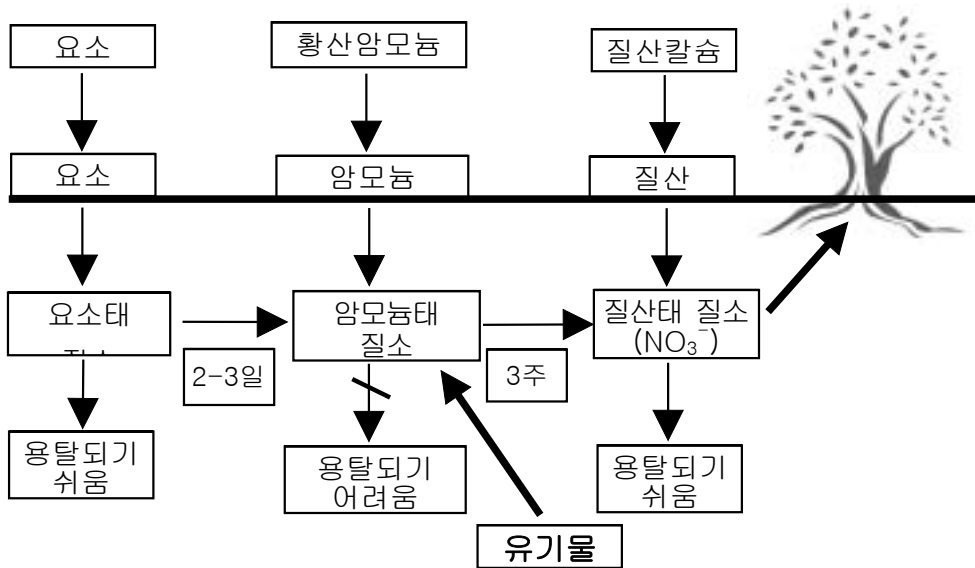 요소
황산암모늄
질산칼슘
요소
암모늄
질산
요소태
암모늄태
질소
질산태 질소
(NO₃⁻)
2-3일
3주
용탈되기
쉬움
용탈되기
어려움
용탈되기
쉬움
유기물